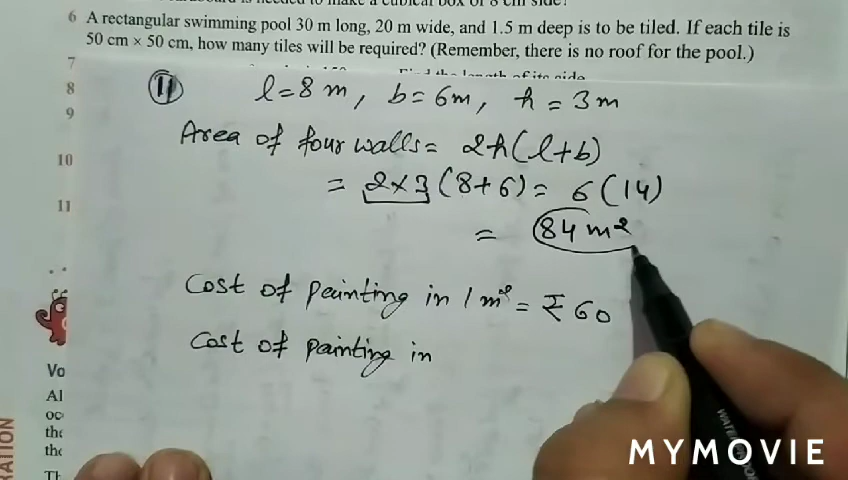 6 A rectangular swimming pool 30 m long, 20 m wide, and 1.5 m deep is to be tiled. If each tile is
50 cm × 50 cm, how many tiles will be required? (Remember, there is no roof for the pool.)
7
8
9
10
11
⑪ l = 8 m, b = 6m, h = 3 m
Area of four walls = 2h(l+b)
= 2×3(8+6) = 6(14)
= 84 m²
Cost of painting in 1 m² = ₹ 60
Cost of painting in
Vo
Al
oc
the
the
Th
MYMOVIE